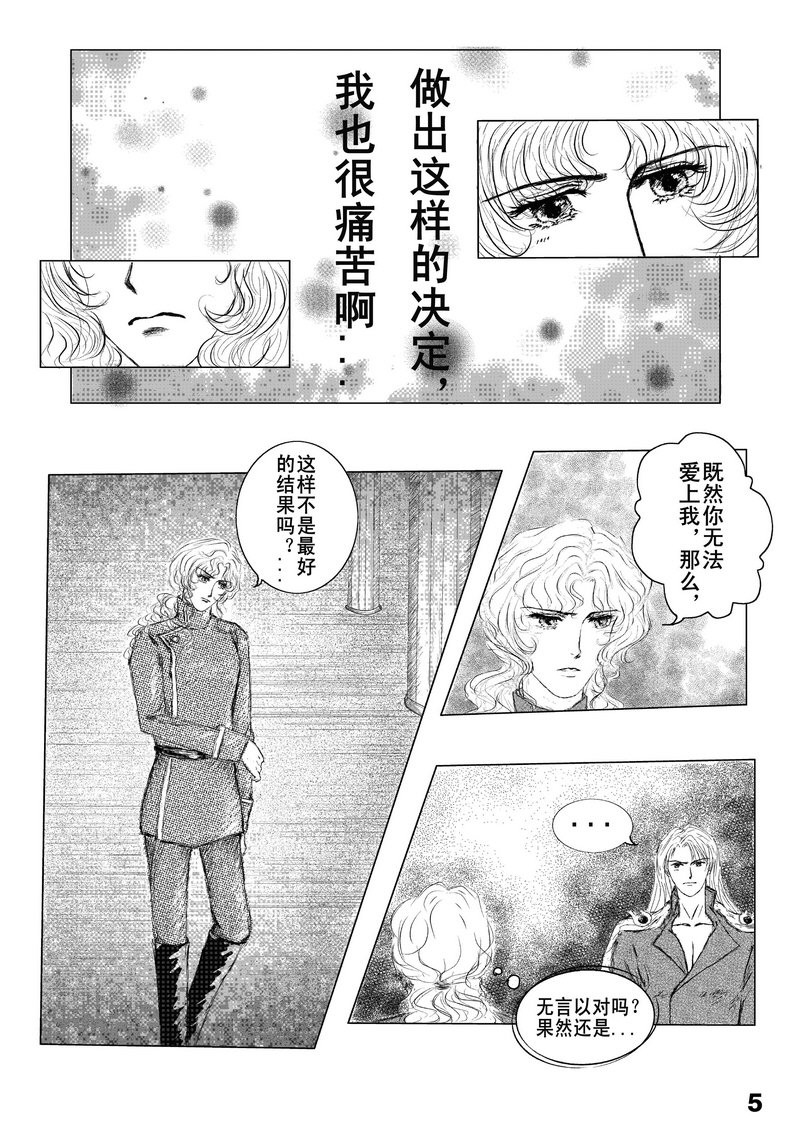 做出这样的决定，
我也很痛苦啊...
既然你无法
爱上我，那么，
这样不是最好
的结果吗？...
...
无言以对吗？
果然还是...
5